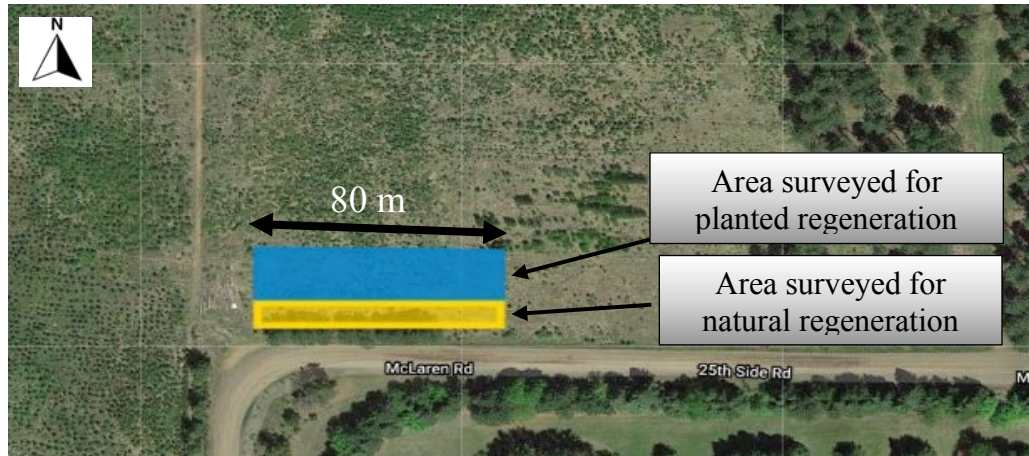 N
80 m
Area surveyed for
planted regeneration
Area surveyed for
natural regeneration
McLaren Rd
25th Side Rd
M